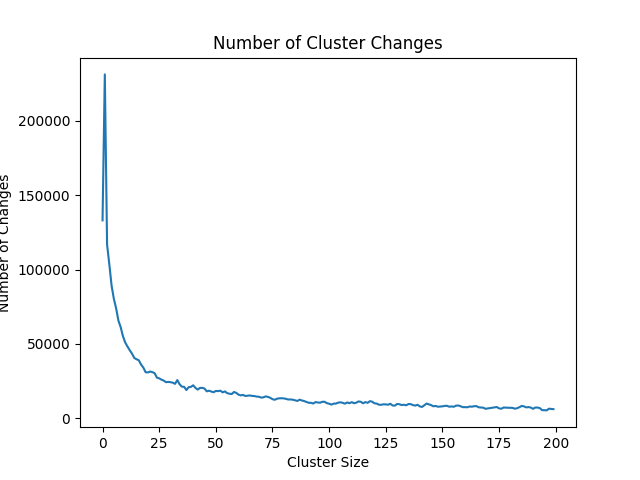 Number of Cluster Changes
Number of Changes
200000
150000
100000
50000
0
0 25 50 75 100 125 150 175 200
Cluster Size